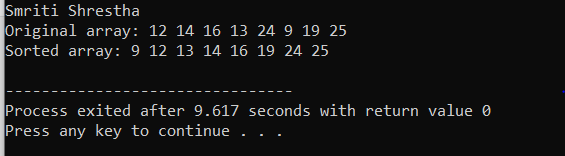 Smriti Shrestha
Original array: 12 14 16 13 24 9 19 25
Sorted array: 9 12 13 14 16 19 24 25
--------------------------------
Process exited after 9.617 seconds with return value 0
Press any key to continue . . .